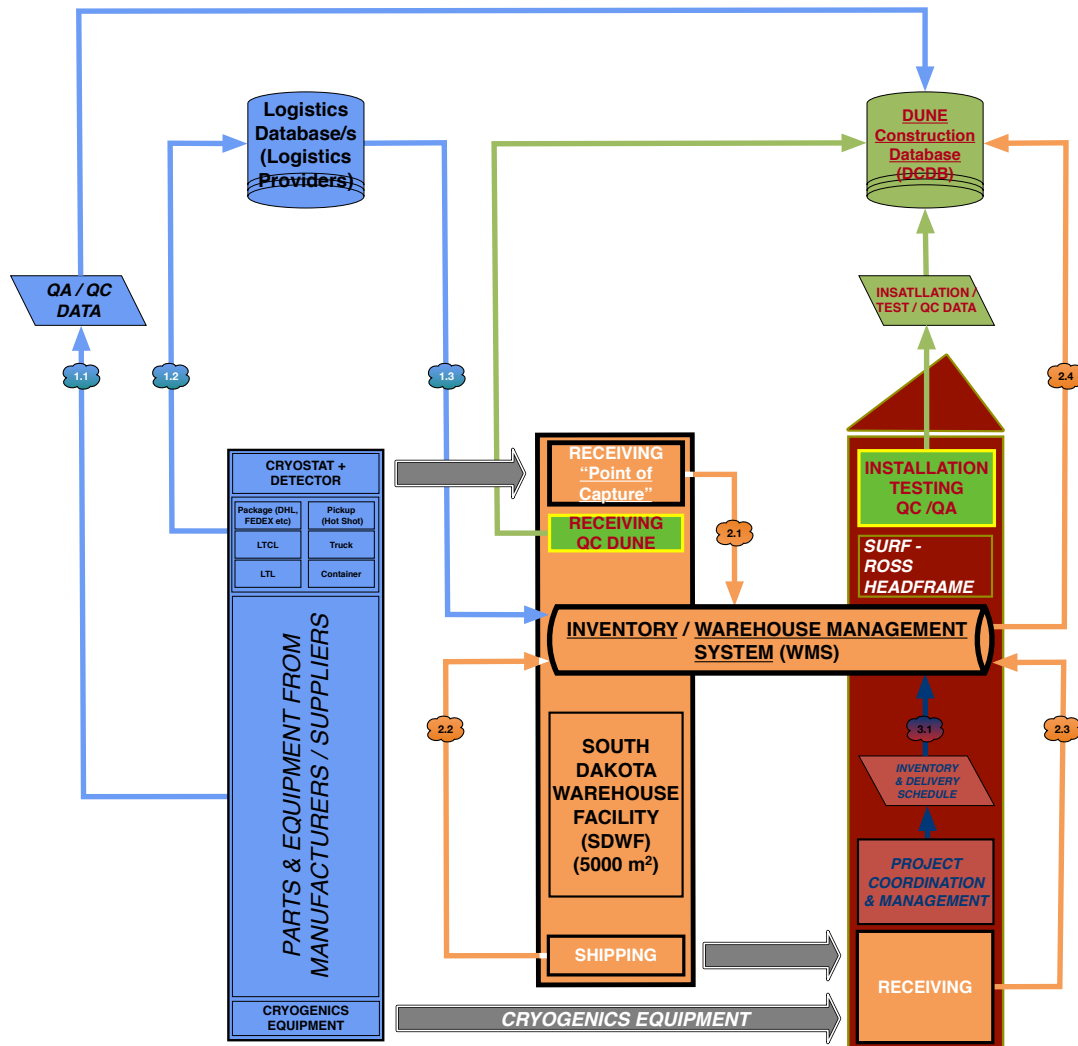 Logistics
Database/s
(Logistics
Providers)
DUNE
Construction
Database
(DCDB)
QA / QC
DATA
INSATLLATION /
TEST / QC DATA
1.1
1.2
1.3
2.4
CRYOSTAT +
DETECTOR
Package (DHL,
FEDEX etc)
Pickup
(Hot Shot)
LTCL
Truck
LTL
Container
PARTS & EQUIPMENT FROM
MANUFACTURERS / SUPPLIERS
CRYOGENICS
EQUIPMENT
RECEIVING
“Point of
Capture”
RECEIVING
QC DUNE
2.1
INSTALLATION
TESTING
QC /QA
SURF -
ROSS
HEADFRAME
INVENTORY / WAREHOUSE MANAGEMENT
SYSTEM (WMS)
2.2
3.1
2.3
SOUTH
DAKOTA
WAREHOUSE
FACILITY
(SDWF)
(5000 m²)
INVENTORY
& DELIVERY
SCHEDULE
PROJECT
COORDINATION
& MANAGEMENT
SHIPPING
RECEIVING
CRYOGENICS EQUIPMENT